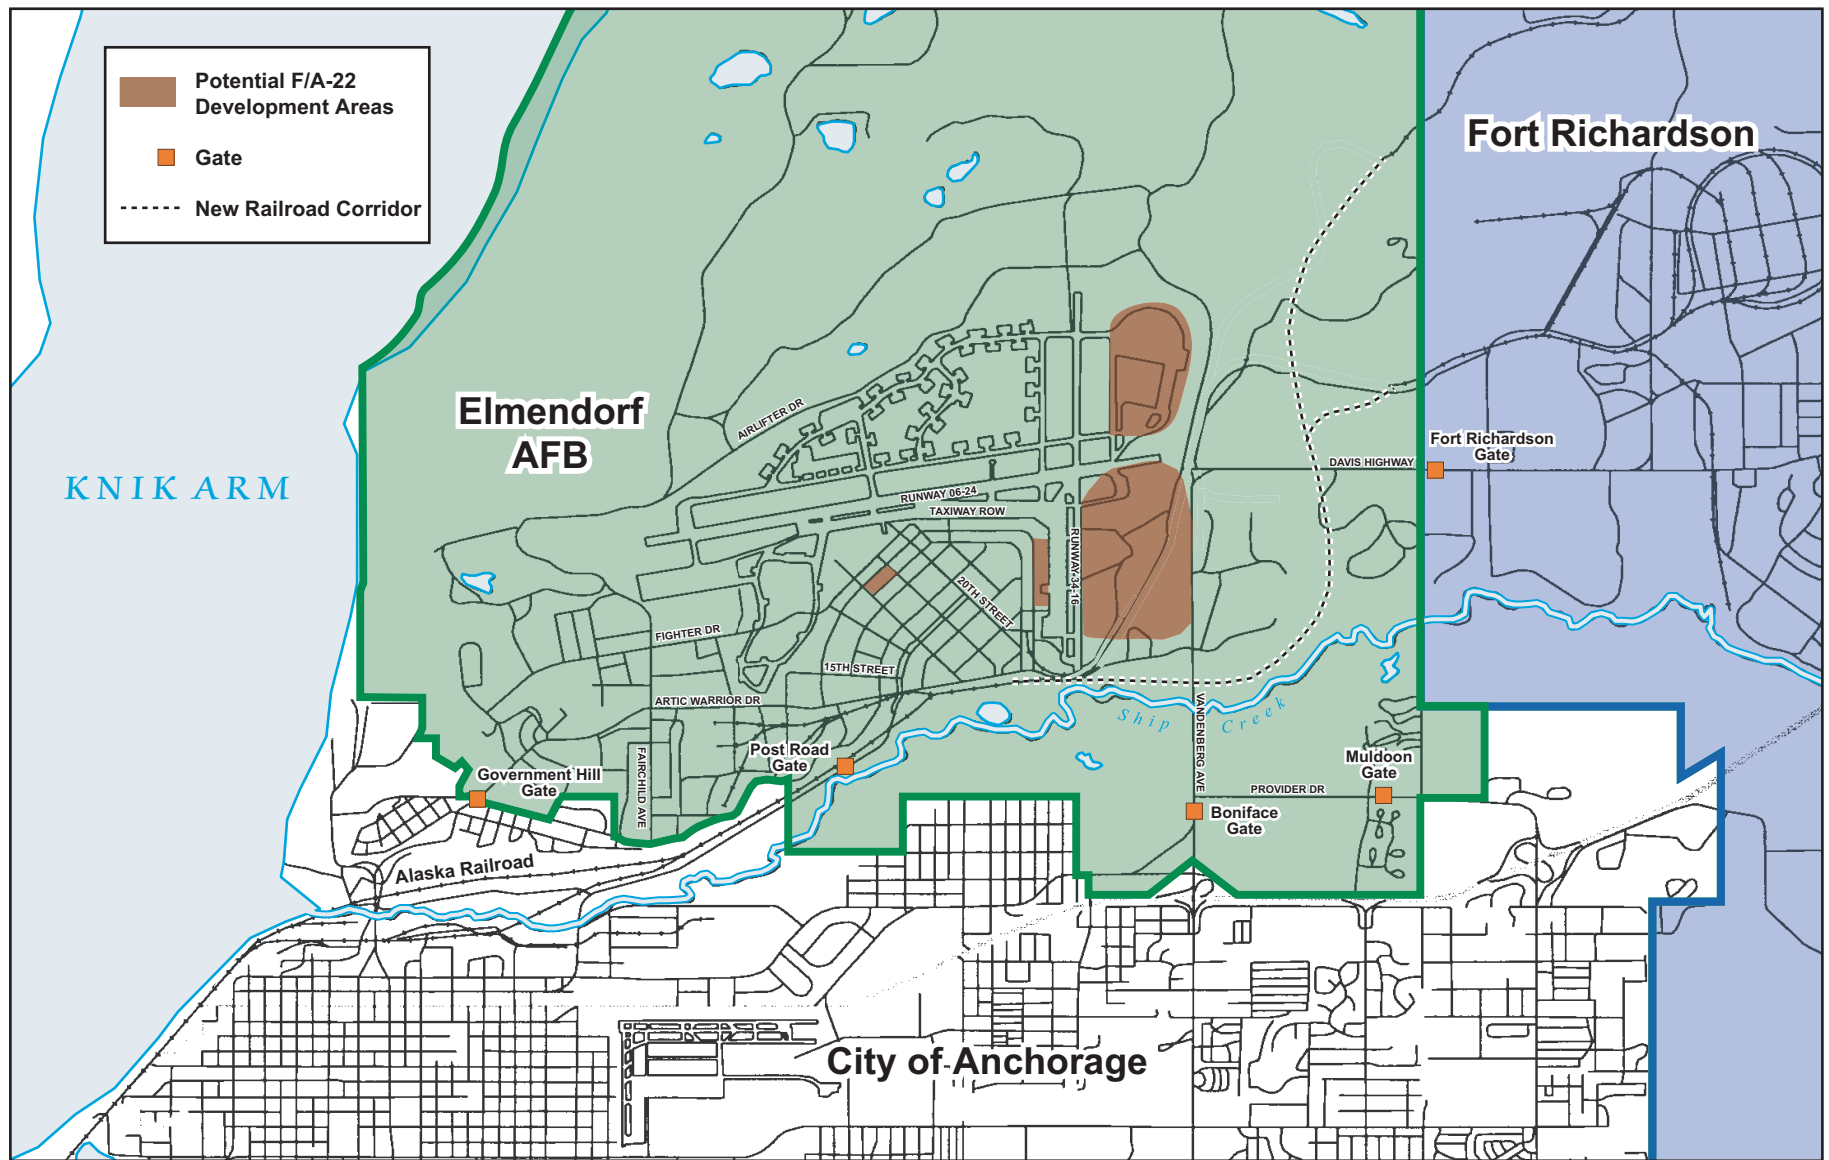 Potential F/A-22
Development Areas
Gate
New Railroad Corridor
Fort Richardson
Elmendorf
AFB
AIRLIFTER DR
KNIK ARM
Fort Richardson
Gate
DAVIS HIGHWAY
RUNWAY 06-24
TAXIWAY ROW
RUNWAY-34-16
20TH STREET
FIGHTER DR
15TH STREET
ARTIC WARRIOR DR
Ship Creek
VANDENBERG AVE
Post Road
Gate
Government Hill
Gate
FAIRCHILD AVE
Muldoon
Gate
PROVIDER DR
Boniface
Gate
Alaska Railroad
City of Anchorage